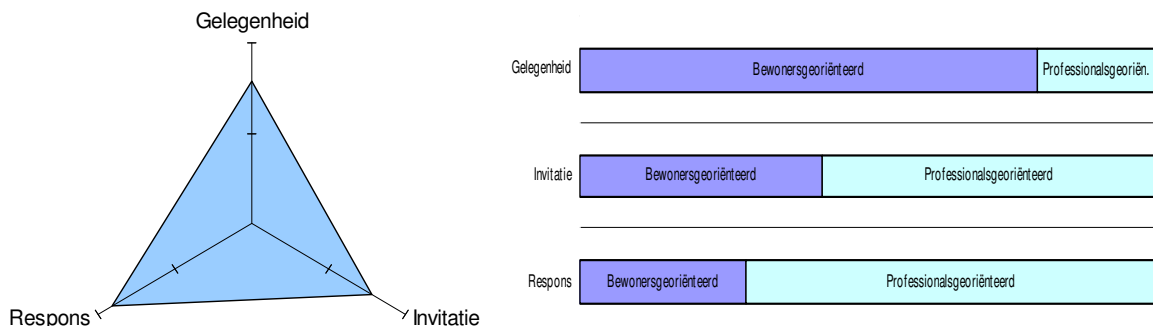 Gelegenheid
Respons
Invitatie
Gelegenheid
Bewonersgeoriënteerd
Professionalsgeoriën.
Invitatie
Bewonersgeoriënteerd
Professionalsgeoriënteerd
Respons
Bewonersgeoriënteerd
Professionalsgeoriënteerd